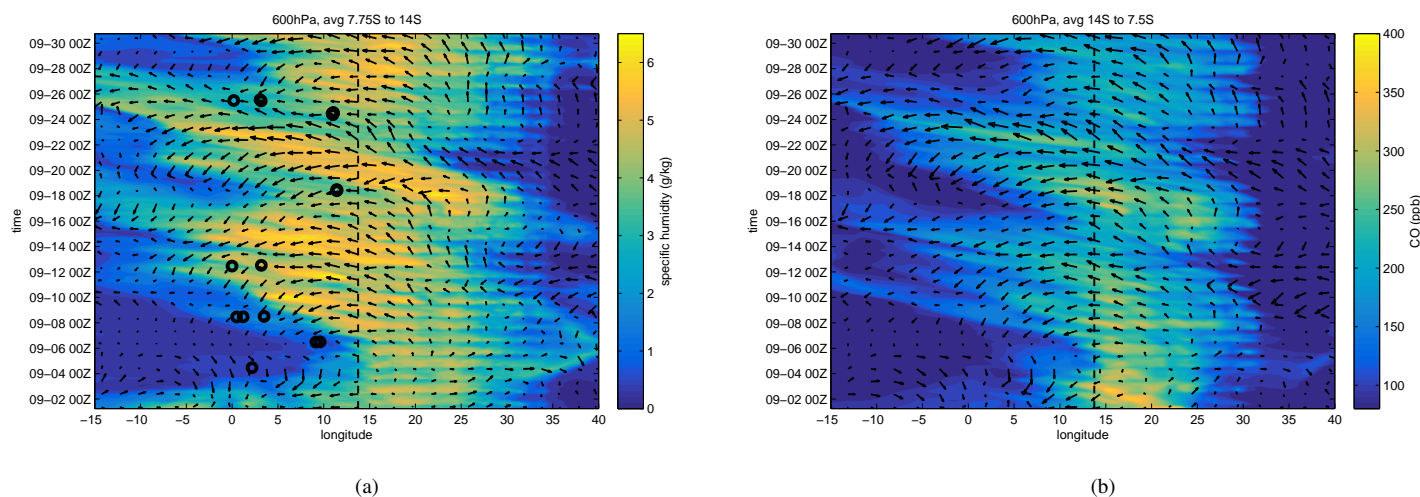 600hPa, avg 7.75S to 14S
time
09−30 00Z
09−28 00Z
09−26 00Z
09−24 00Z
09−22 00Z
09−20 00Z
09−18 00Z
09−16 00Z
09−14 00Z
09−12 00Z
09−10 00Z
09−08 00Z
09−06 00Z
09−04 00Z
09−02 00Z
−15 −10 −5 0 5 10 15 20 25 30 35 40
longitude
6
5
4
3
2
1
0
specific humidity (g/kg)
(a)
600hPa, avg 14S to 7.5S
time
09−30 00Z
09−28 00Z
09−26 00Z
09−24 00Z
09−22 00Z
09−20 00Z
09−18 00Z
09−16 00Z
09−14 00Z
09−12 00Z
09−10 00Z
09−08 00Z
09−06 00Z
09−04 00Z
09−02 00Z
−15 −10 −5 0 5 10 15 20 25 30 35 40
longitude
400
350
300
250
200
150
100
CO (ppb)
(b)